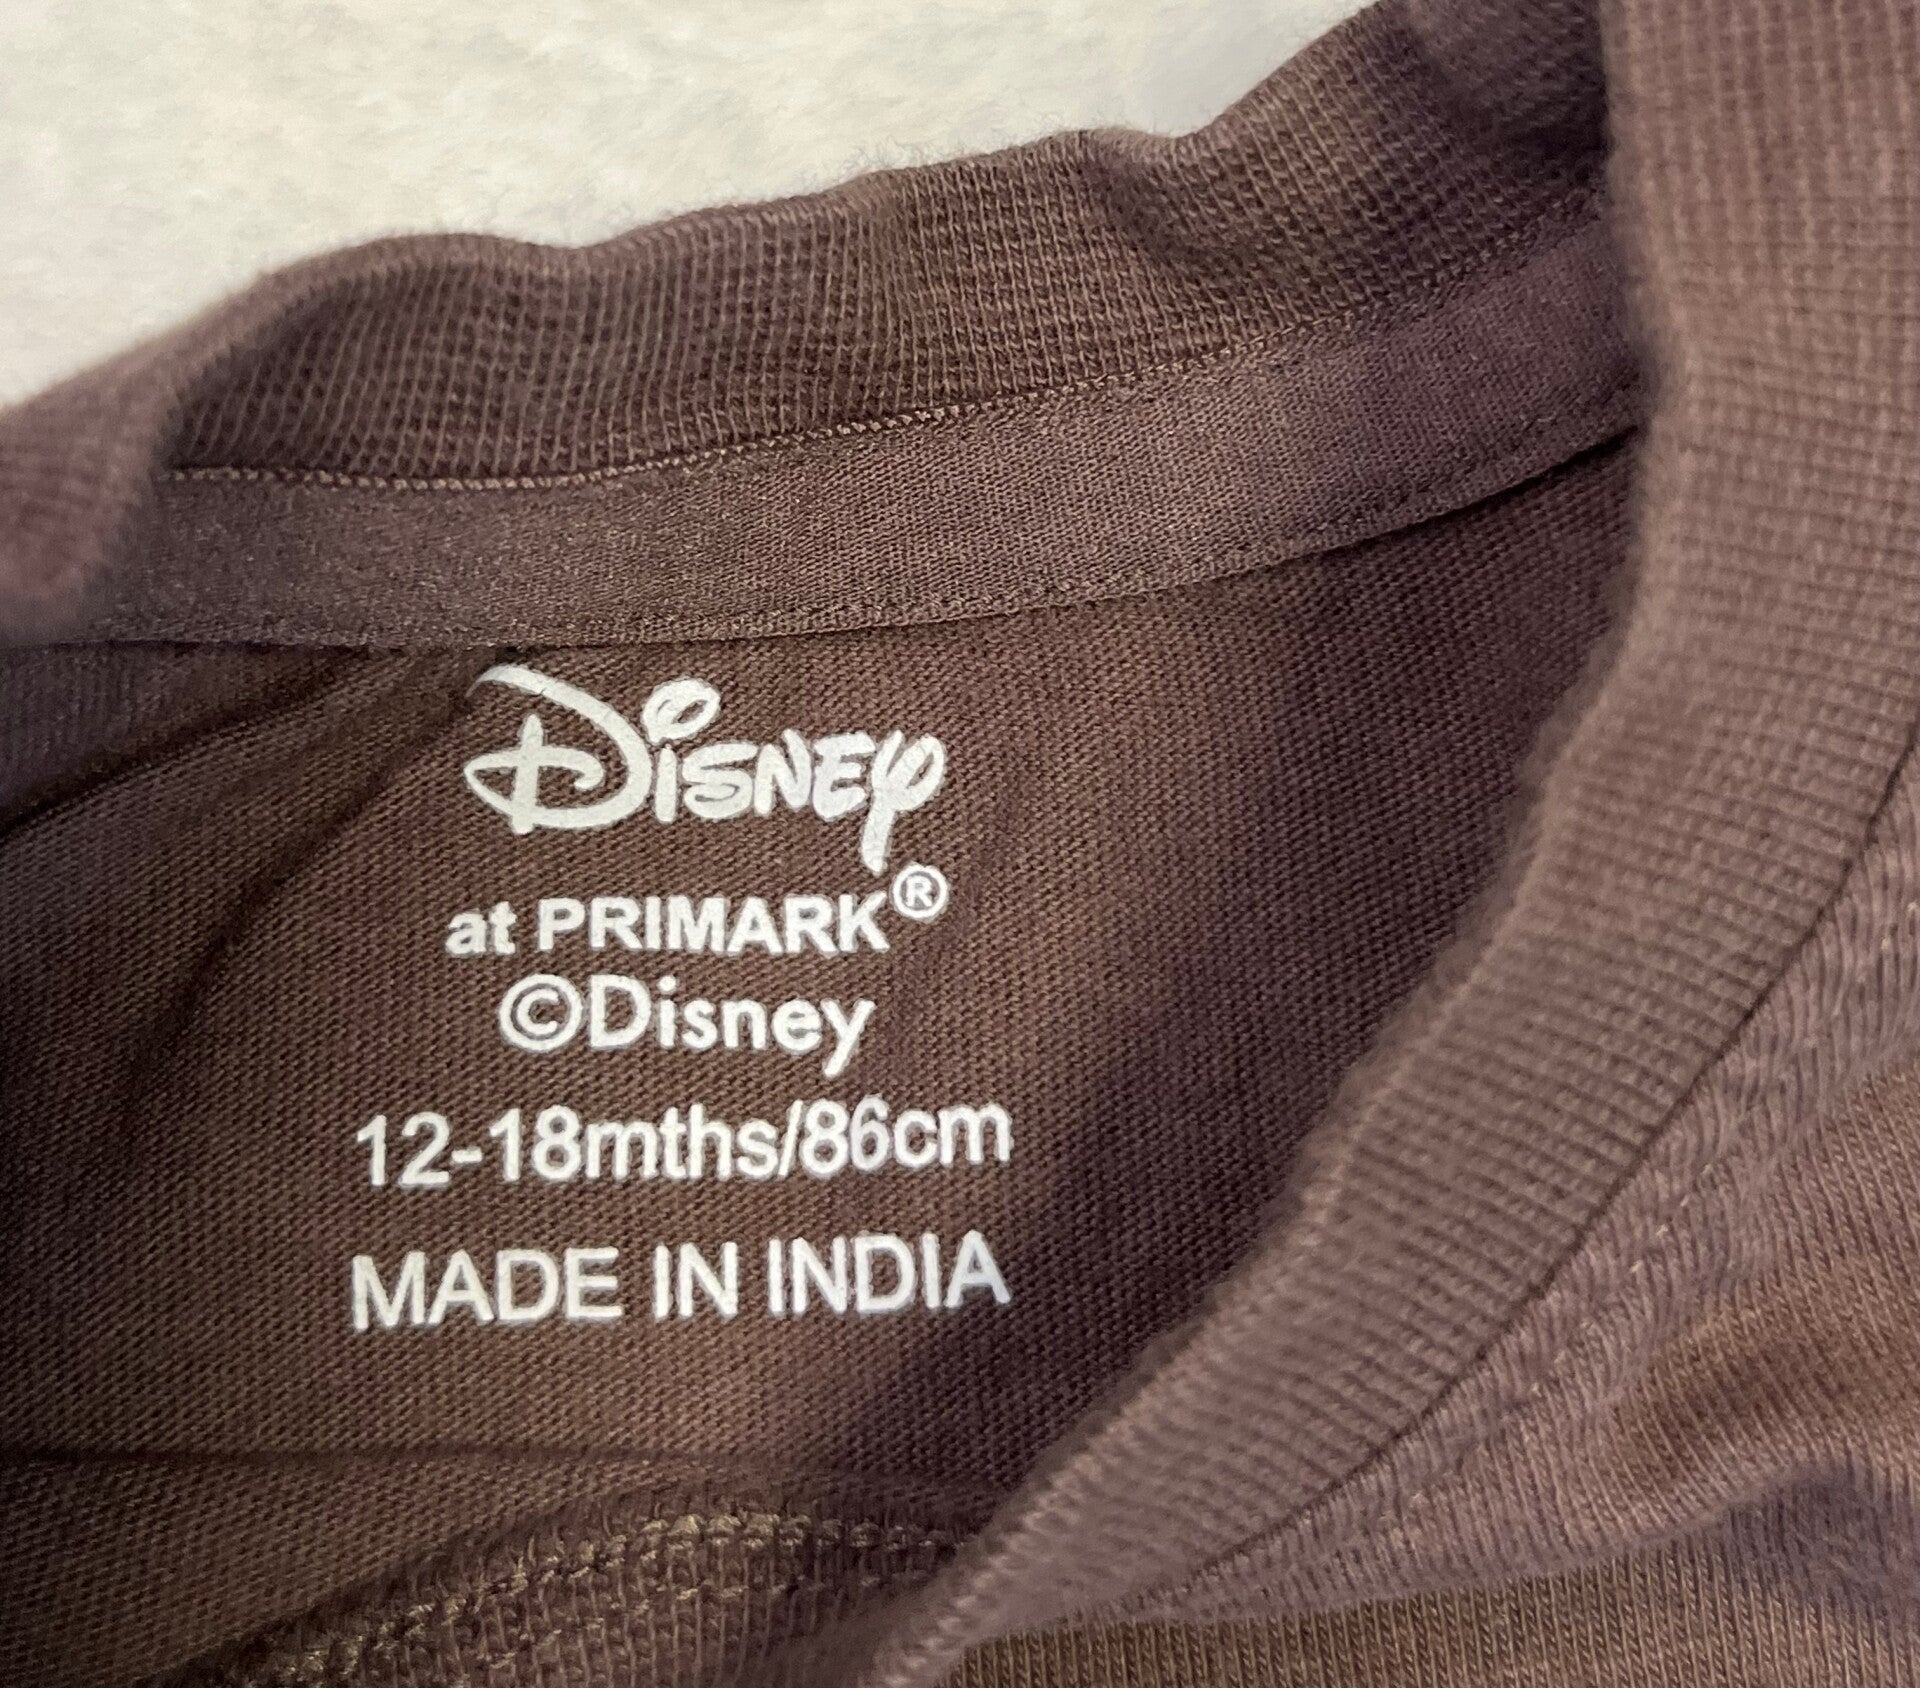 Disney
at PRIMARK®
©Disney
12-18mths/86cm
MADE IN INDIA